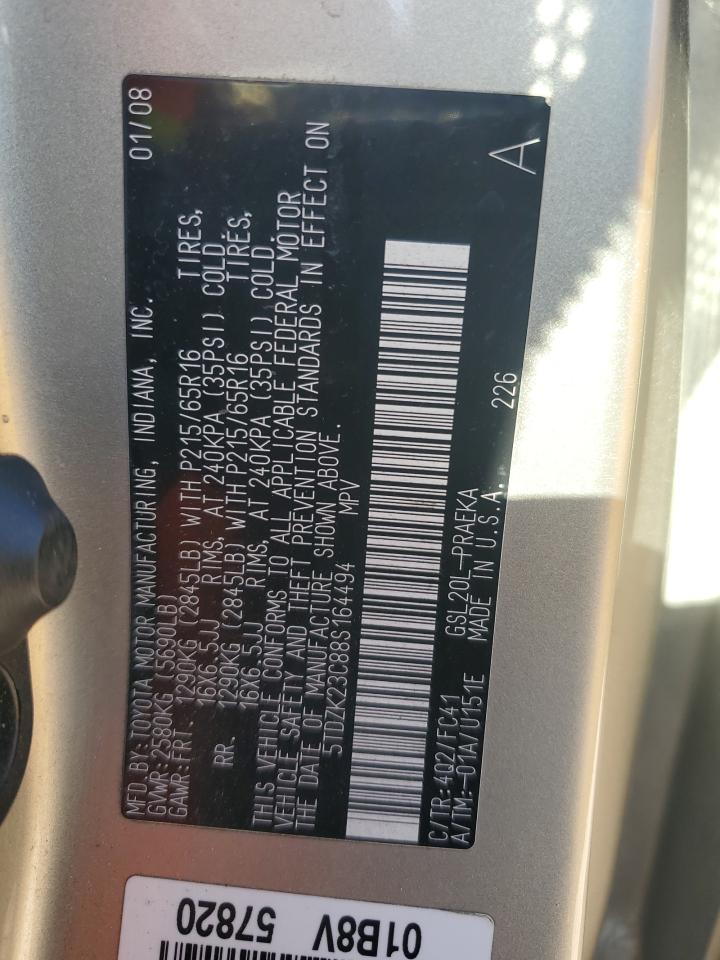 MFD.BY:TOYOTA MOTOR MANUFACTURING, INDIANA, INC. 01/08
GVWR:2580KG (5690LB)
GAWR:FRT. 1290KG (2845LB) WITH P215/65R16 TIRES,
16X6.5JJ RIMS, AT 240KPA (35PSI) COLD.
RR. 1290KG (2845LB) WITH P215/65R16 TIRES,
16X6.5JJ RIMS, AT 240KPA (35PSI) COLD.
THIS VEHICLE CONFORMS TO ALL APPLICABLE FEDERAL MOTOR
VEHICLE SAFETY AND THEFT PREVENTION STANDARDS IN EFFECT ON
THE DATE OF MANUFACTURE SHOWN ABOVE.
5TDZK23C88S164494 MPV
C/TR:4Q2/FC41 GSL20L-PRAEKA
A/TM:-01A/U151E MADE IN U.S.A. 226 A
01B8V
57820